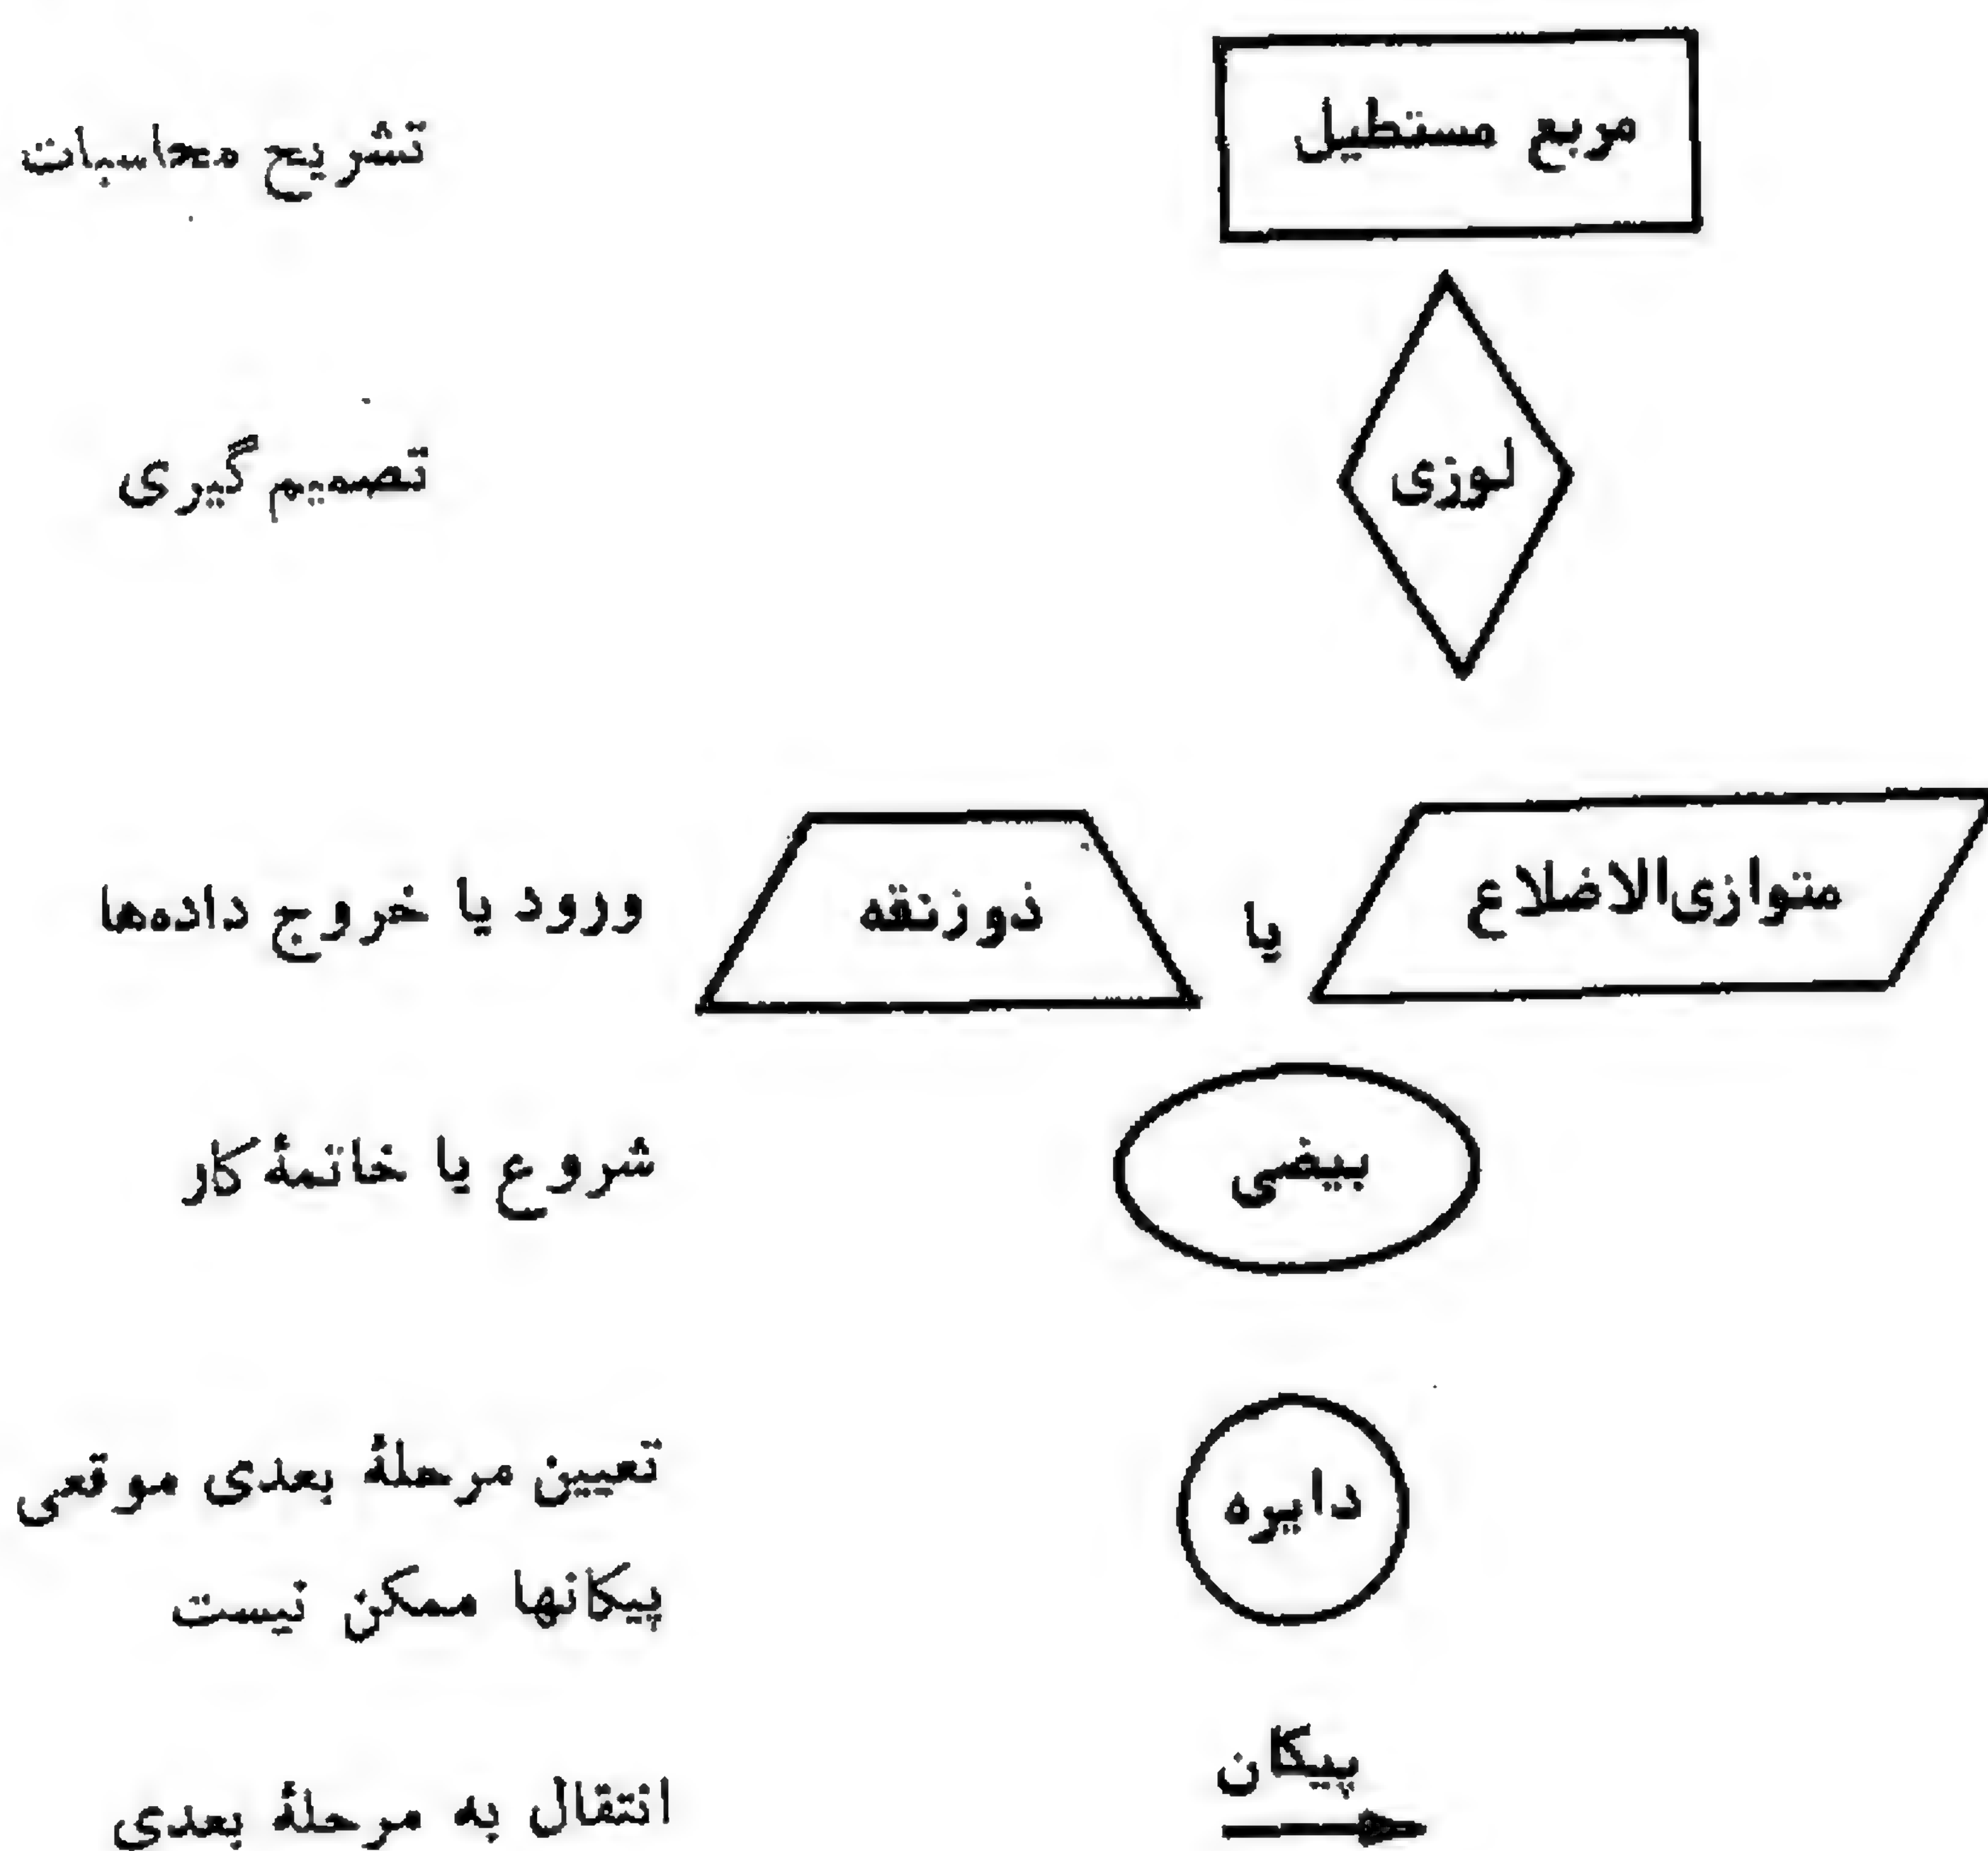 مربع مستطیل
تشریح محاسبات
لوزی
تصمیم‌گیری
متوازی‌الاضلاع
یا
ذوزنقه
ورود یا خروج داده‌ها
بیضی
شروع یا خاتمهٔ کار
دایره
تعیین مرحلهٔ بعدی موقعی
پیکانها ممکن نیست
پیکان
انتقال به مرحلهٔ بعدی